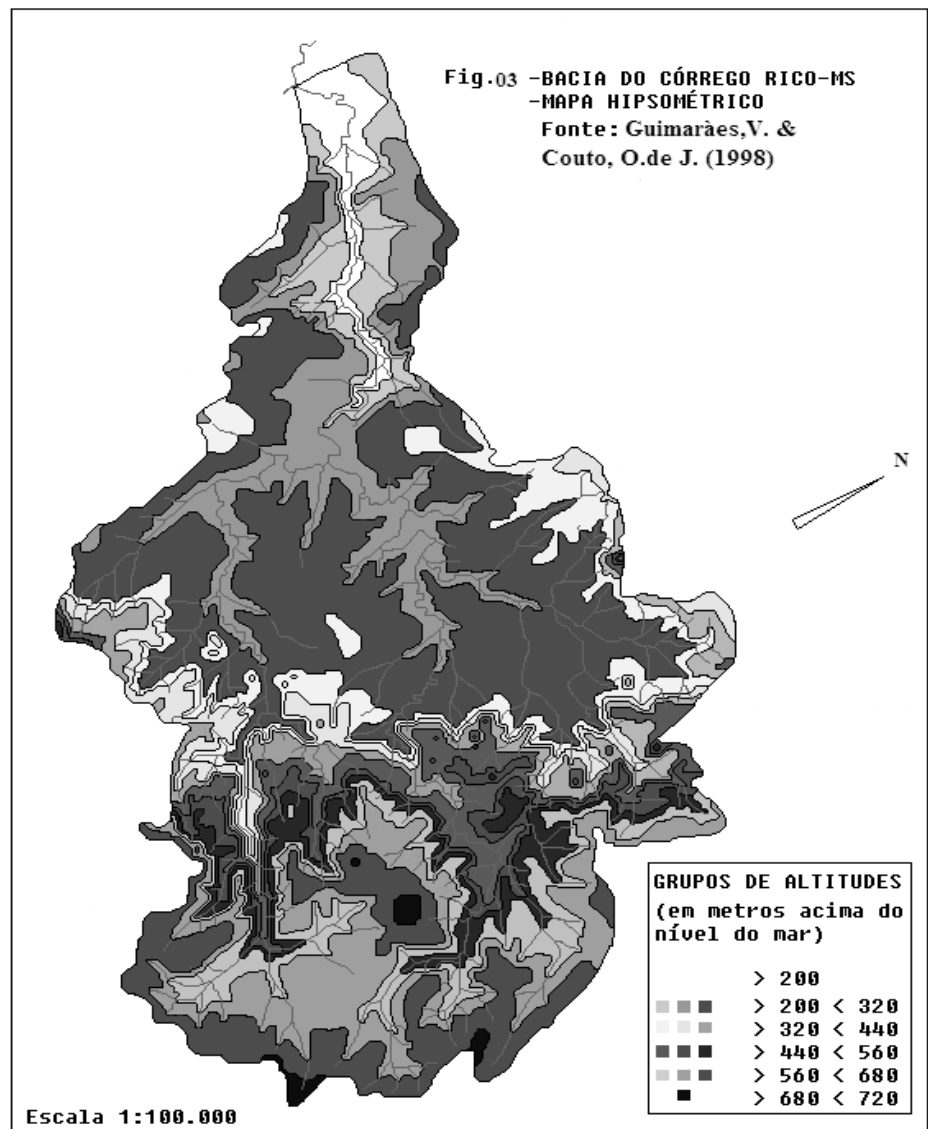 Fig.03 -BACIA DO CÓRREGO RICO-MS
-MAPA HIPSOMÉTRICO
Fonte: Guimaràes,V. &
Couto, O.de J. (1998)
N
GRUPOS DE ALTITUDES
(em metros acima do
nível do mar)
> 200
> 200 < 320
> 320 < 440
> 440 < 560
> 560 < 680
> 680 < 720
Escala 1:100.000